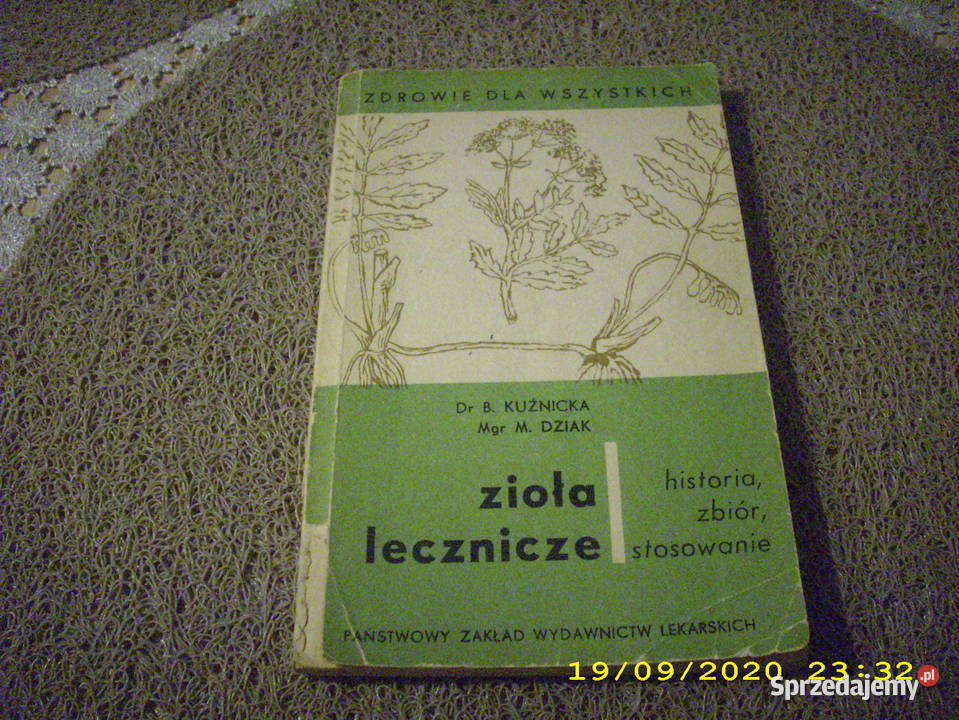 ZDROWIE DLA WSZYSTKICH
Dr B. KUŹNICKA
Mgr M. DZIAK
zioła
lecznicze
historia,
zbiór,
stosowanie
PAŃSTWOWY ZAKŁAD WYDAWNICTW LEKARSKICH
19/09/2020 23:32
Sprzedajemy.pl